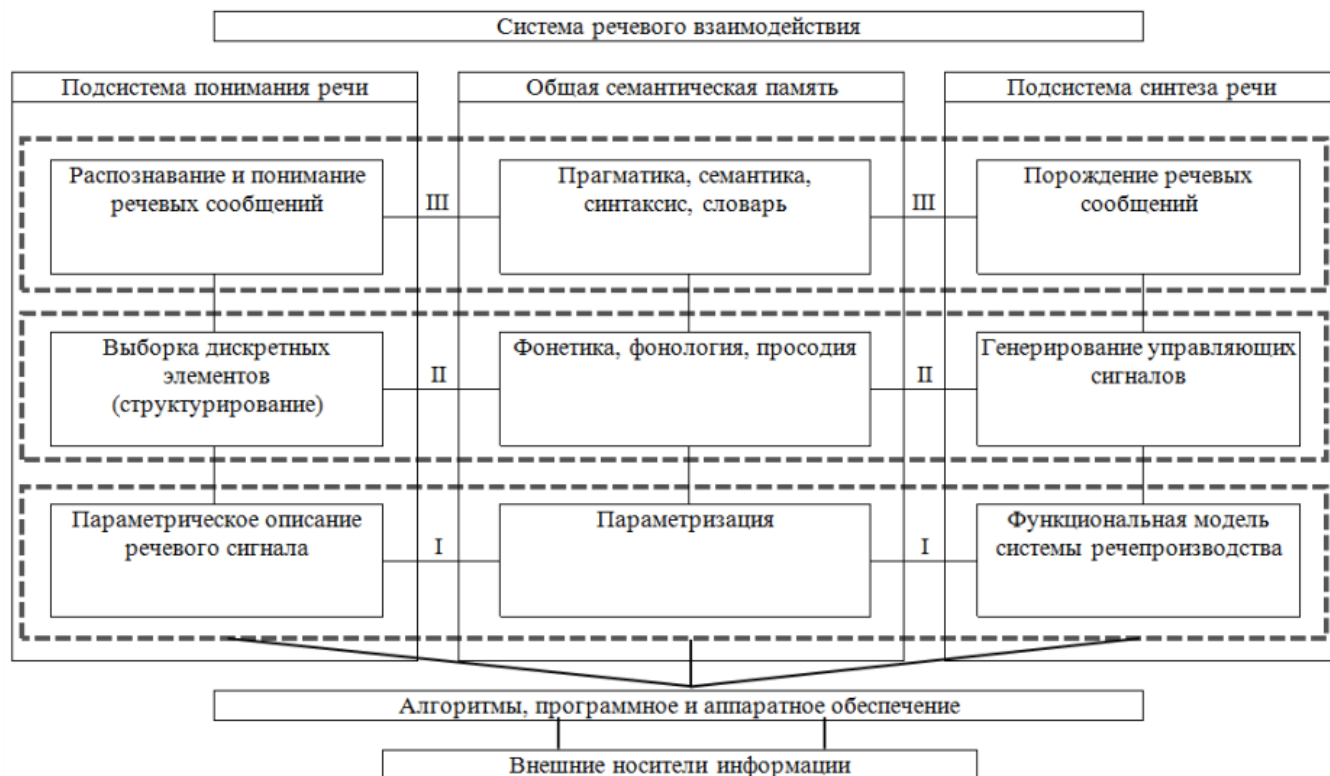 Система речевого взаимодействия
Подсистема понимания речи
Общая семантическая память
Подсистема синтеза речи
Распознавание и понимание
речевых сообщений
III
Прагматика, семантика,
синтаксис, словарь
III
Порождение речевых
сообщений
Выборка дискретных
элементов
(структурирование)
II
Фонетика, фонология, просодия
II
Генерирование управляющих
сигналов
Параметрическое описание
речевого сигнала
I
Параметризация
I
Функциональная модель
системы речепроизводства
Алгоритмы, программное и аппаратное обеспечение
Внешние носители информации